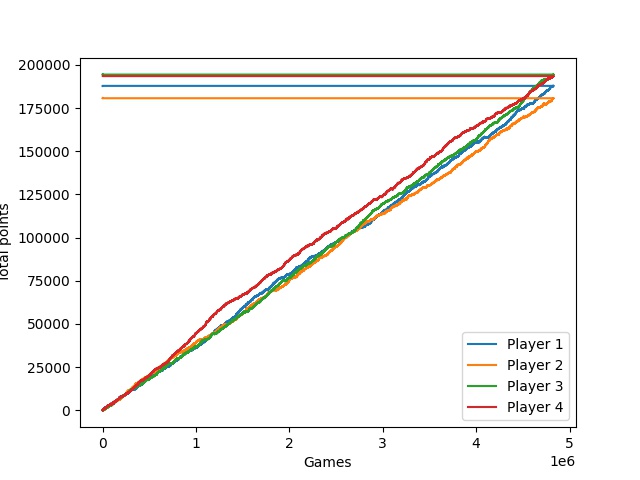 200000
175000
150000
125000
100000
75000
50000
25000
0
Total points
0 1 2 3 4 5
1e6
Games
Player 1
Player 2
Player 3
Player 4